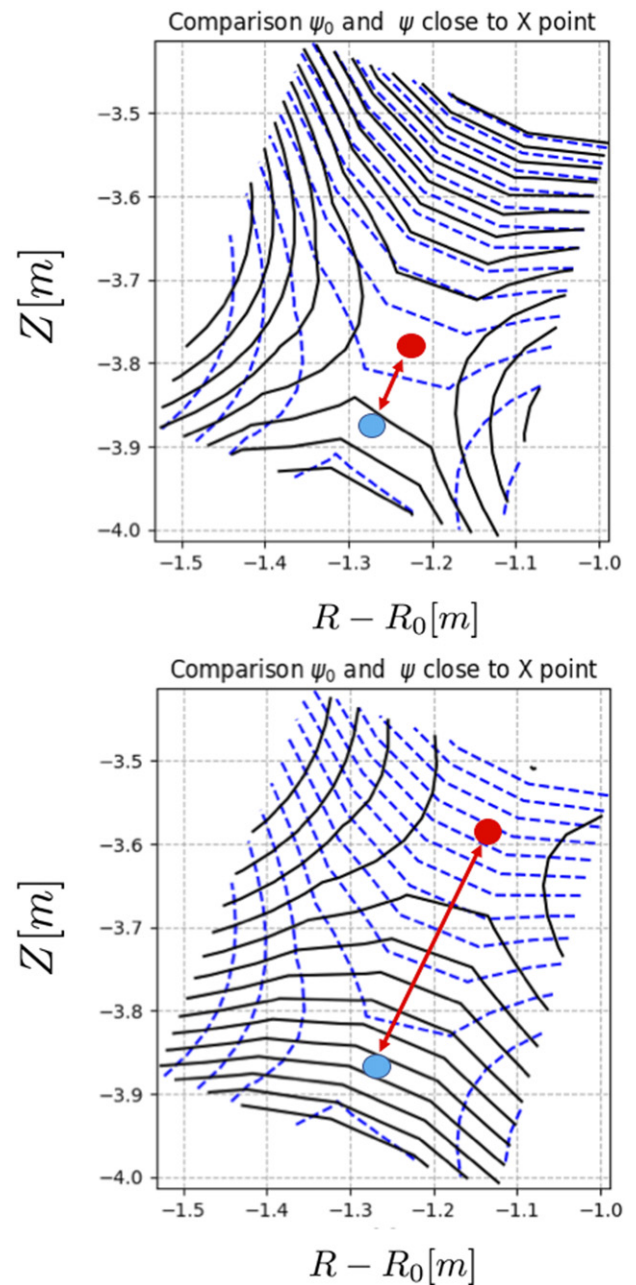 Comparison ψ₀ and ψ close to X point
−3.5
−3.6
−3.7
−3.8
−3.9
−4.0
Z[m]
−1.5 −1.4 −1.3 −1.2 −1.1 −1.0
R − R₀[m]
Comparison ψ₀ and ψ close to X point
−3.5
−3.6
−3.7
−3.8
−3.9
−4.0
Z[m]
−1.5 −1.4 −1.3 −1.2 −1.1 −1.0
R − R₀[m]